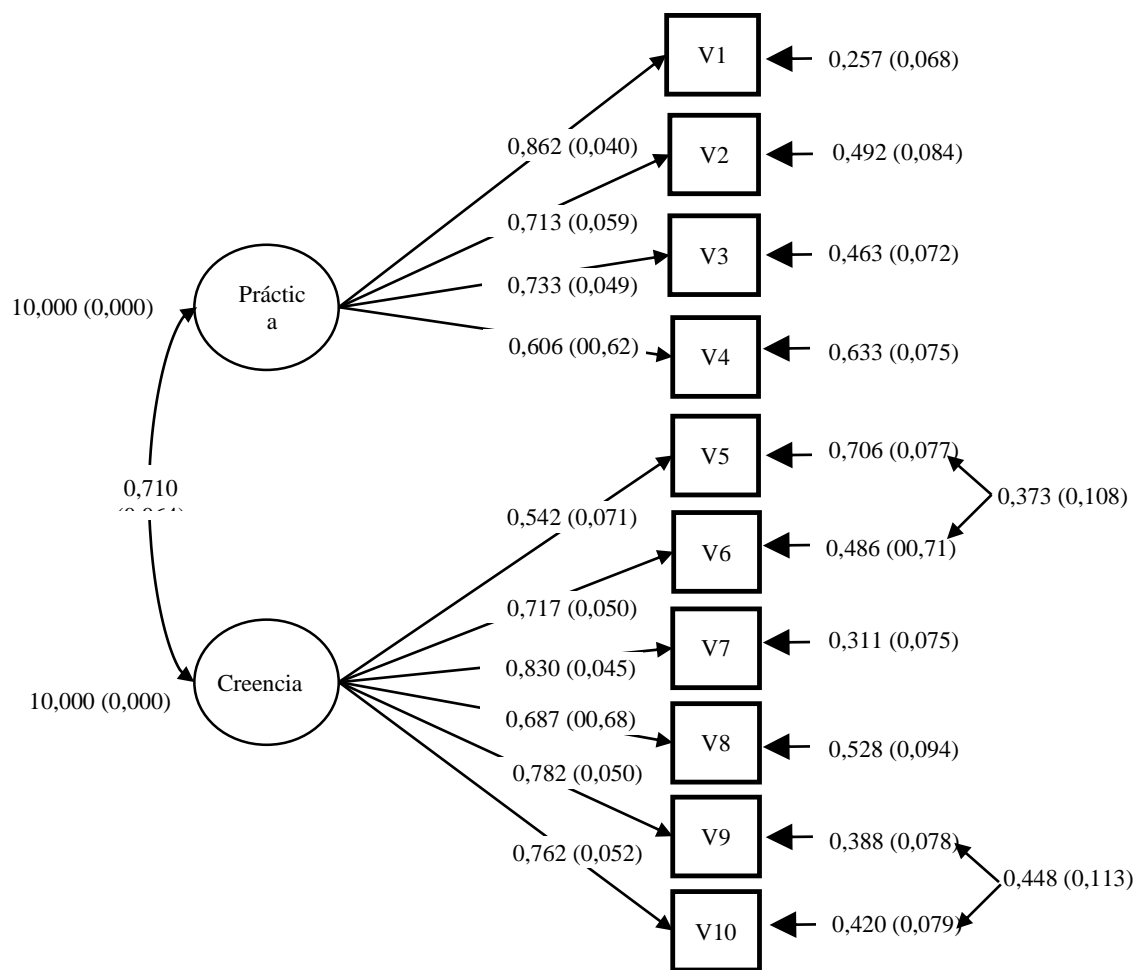 V1
0,257 (0,068)
0,862 (0,040)
V2
0,492 (0,084)
0,713 (0,059)
V3
0,463 (0,072)
0,733 (0,049)
Práctic
a
10,000 (0,000)
0,606 (00,62)
V4
0,633 (0,075)
V5
0,706 (0,077)
0,710
0,542 (0,071)
0,373 (0,108)
V6
0,486 (00,71)
0,717 (0,050)
V7
0,311 (0,075)
0,830 (0,045)
Creencia
10,000 (0,000)
0,687 (00,68)
V8
0,528 (0,094)
0,782 (0,050)
V9
0,388 (0,078)
0,762 (0,052)
0,448 (0,113)
V10
0,420 (0,079)